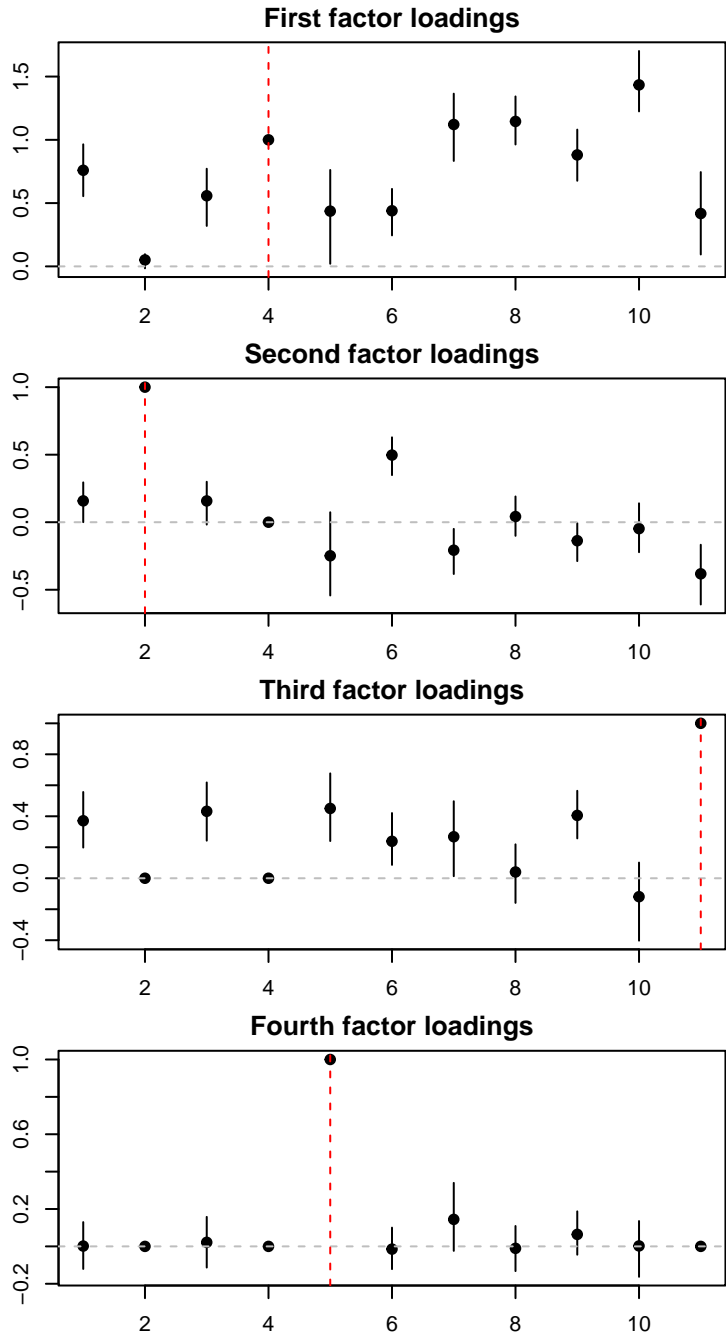 First factor loadings
1.5
1.0
0.5
0.0
2 4 6 8 10
Second factor loadings
1.0
0.5
0.0
−0.5
2 4 6 8 10
Third factor loadings
0.8
0.4
0.0
−0.4
2 4 6 8 10
Fourth factor loadings
1.0
0.6
0.2
−0.2
2 4 6 8 10